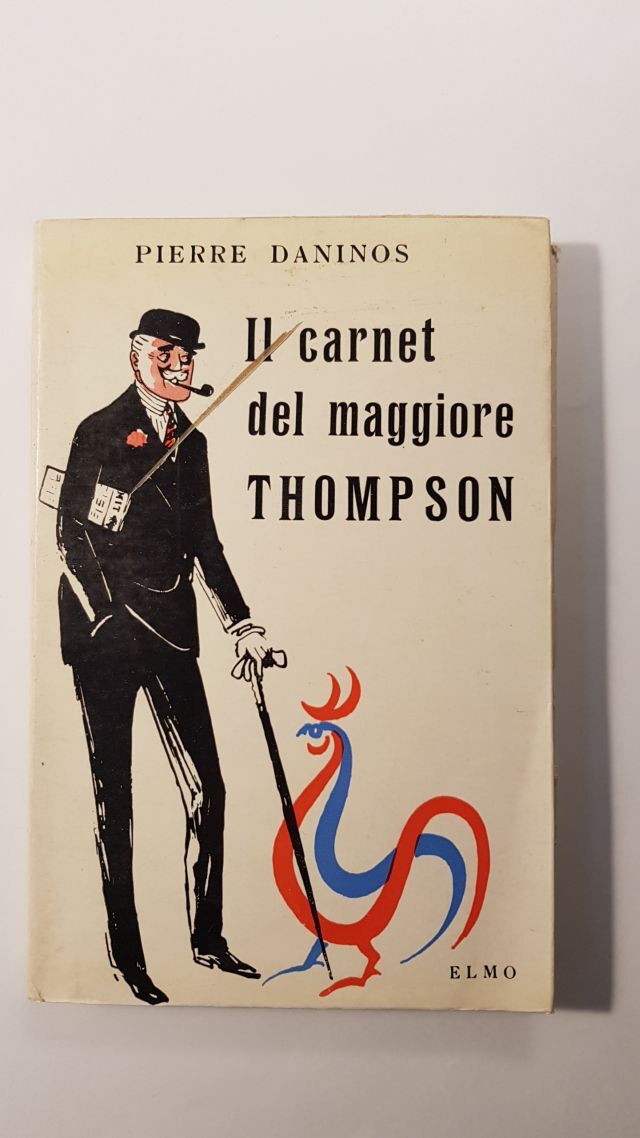 PIERRE DANINOS
Il carnet
del maggiore
THOMPSON
ELMO